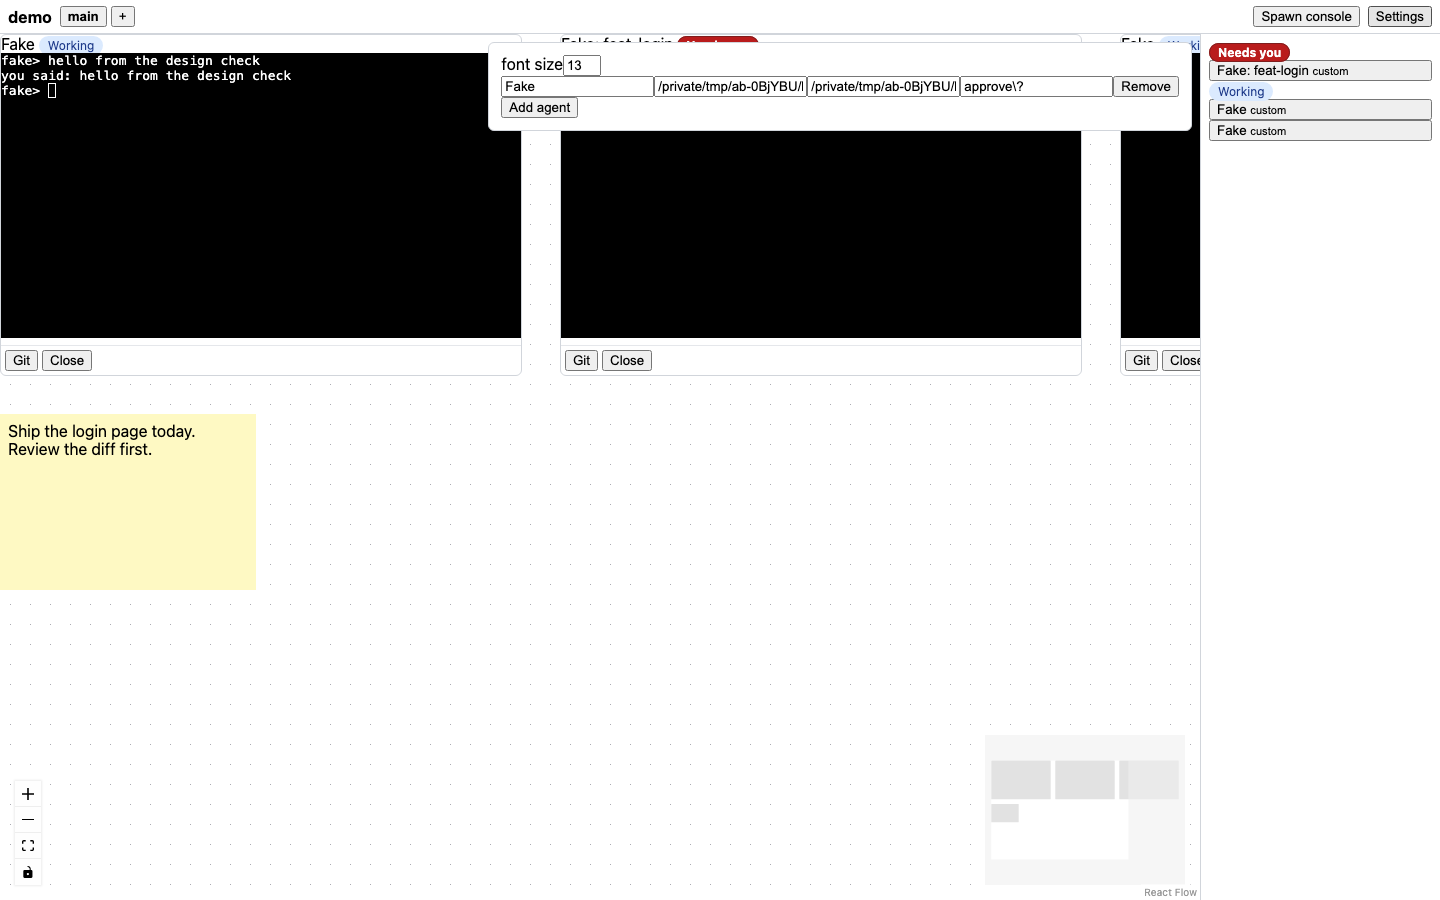 demo main + Spawn console Settings
Fake Working
fake> hello from the design check
you said: hello from the design check
fake>
font size 13
Fake /private/tmp/ab-0BjYBU/ /private/tmp/ab-0BjYBU/ approve\? Remove
Add agent
Needs you
Fake: feat-login custom
Working
Fake custom
Fake custom
Git Close
Git Close
Git Close
Ship the login page today.
Review the diff first.
React Flow